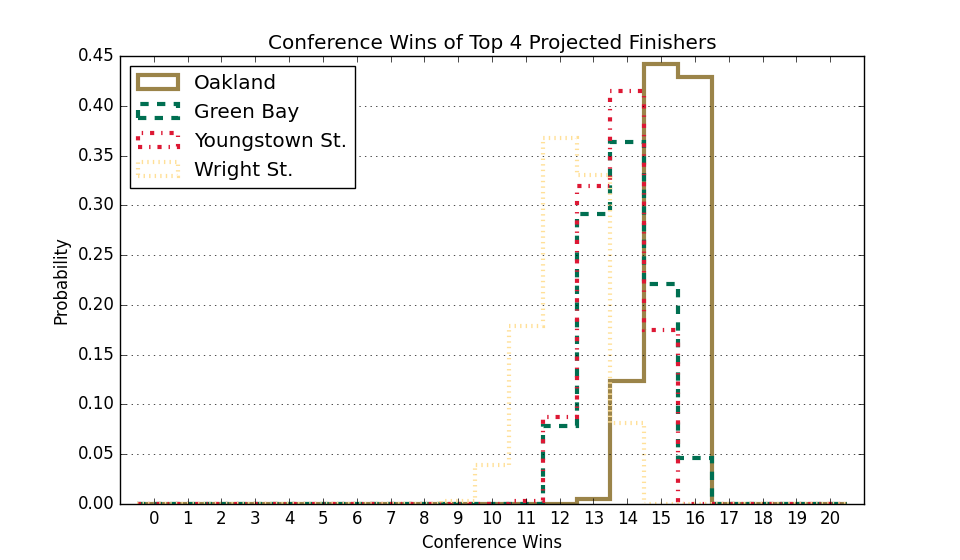 Conference Wins of Top 4 Projected Finishers
0.45
0.40
0.35
0.30
0.25
0.20
0.15
0.10
0.05
0.00
Probability
Oakland
Green Bay
Youngstown St.
Wright St.
0 1 2 3 4 5 6 7 8 9 10 11 12 13 14 15 16 17 18 19 20
Conference Wins